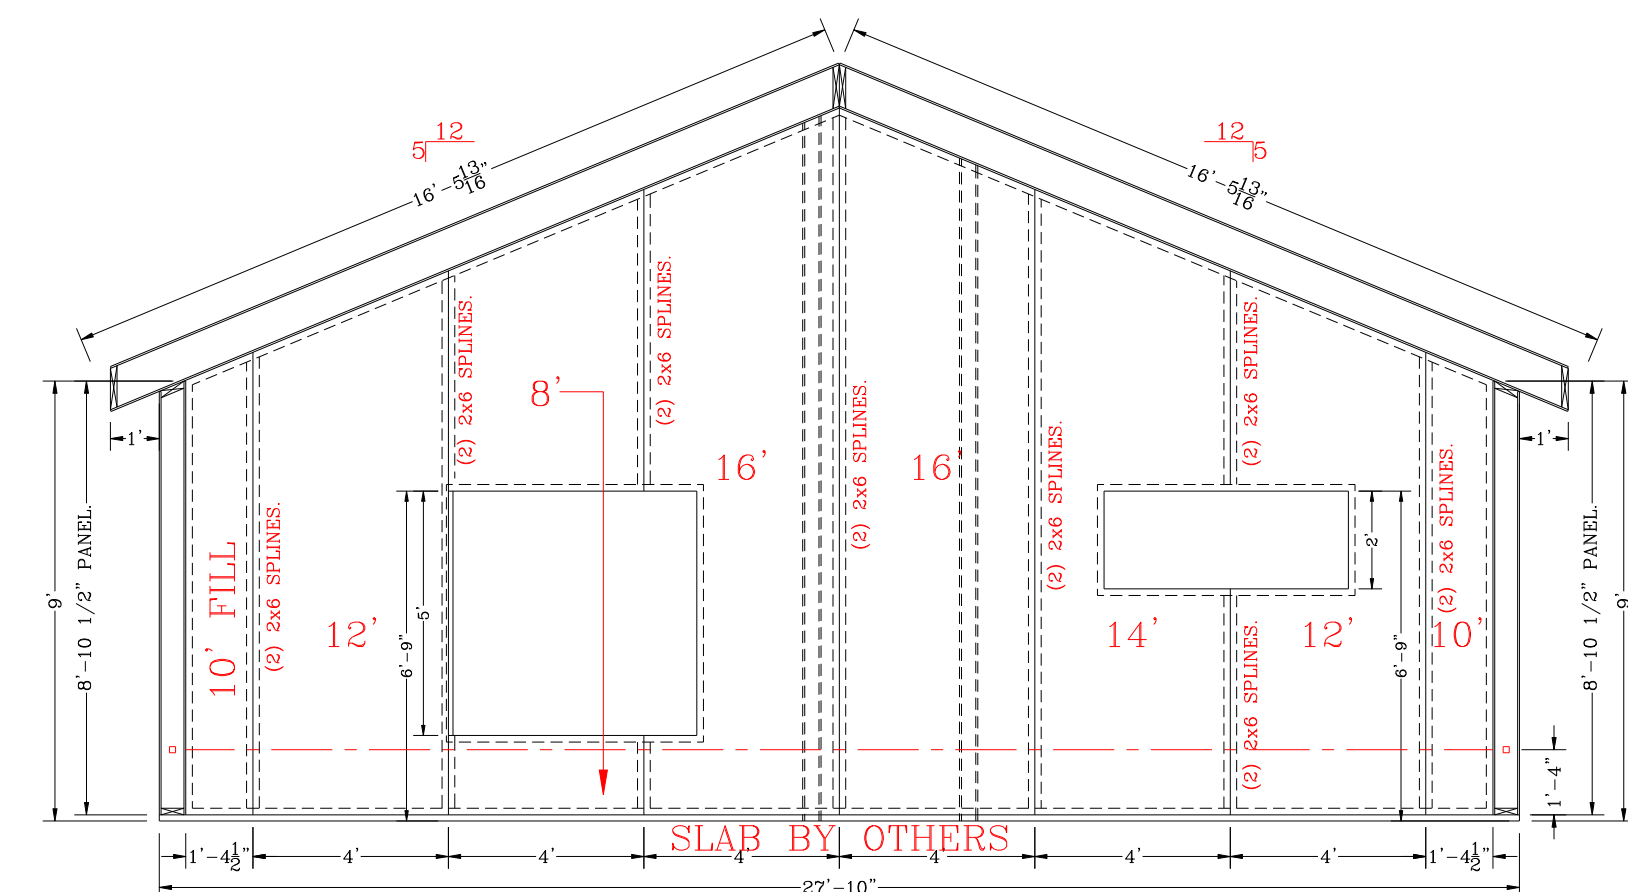 12
5
16'-5 13/16"
12
5
16'-5 13/16"
1'
1'
9'
8'-10 1/2" PANEL.
10' FILL
(2) 2x6 SPLINES.
12'
(2) 2x6 SPLINES.
8'
(2) 2x6 SPLINES.
16'
(2) 2x6 SPLINES.
16'
(2) 2x6 SPLINES.
14'
(2) 2x6 SPLINES.
(2) 2x6 SPLINES.
12'
(2) 2x6 SPLINES.
10'
6'-9"
5'
2'
6'-9"
8'-10 1/2" PANEL.
9'
1'-4"
SLAB BY OTHERS
1'-4 1/2"
4'
4'
4'
4'
4'
4'
1'-4 1/2"
27'-10"